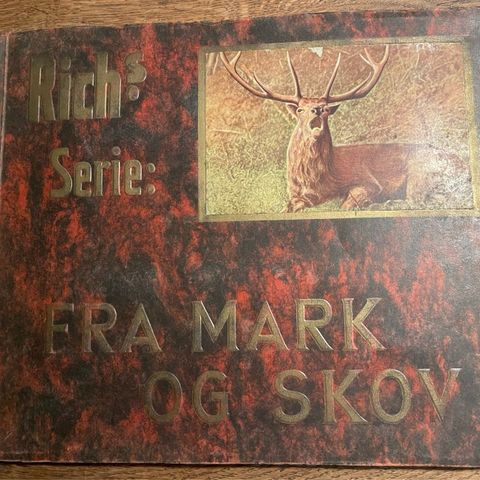 Rich's
Serie:
FRA MARK
OG SKOV